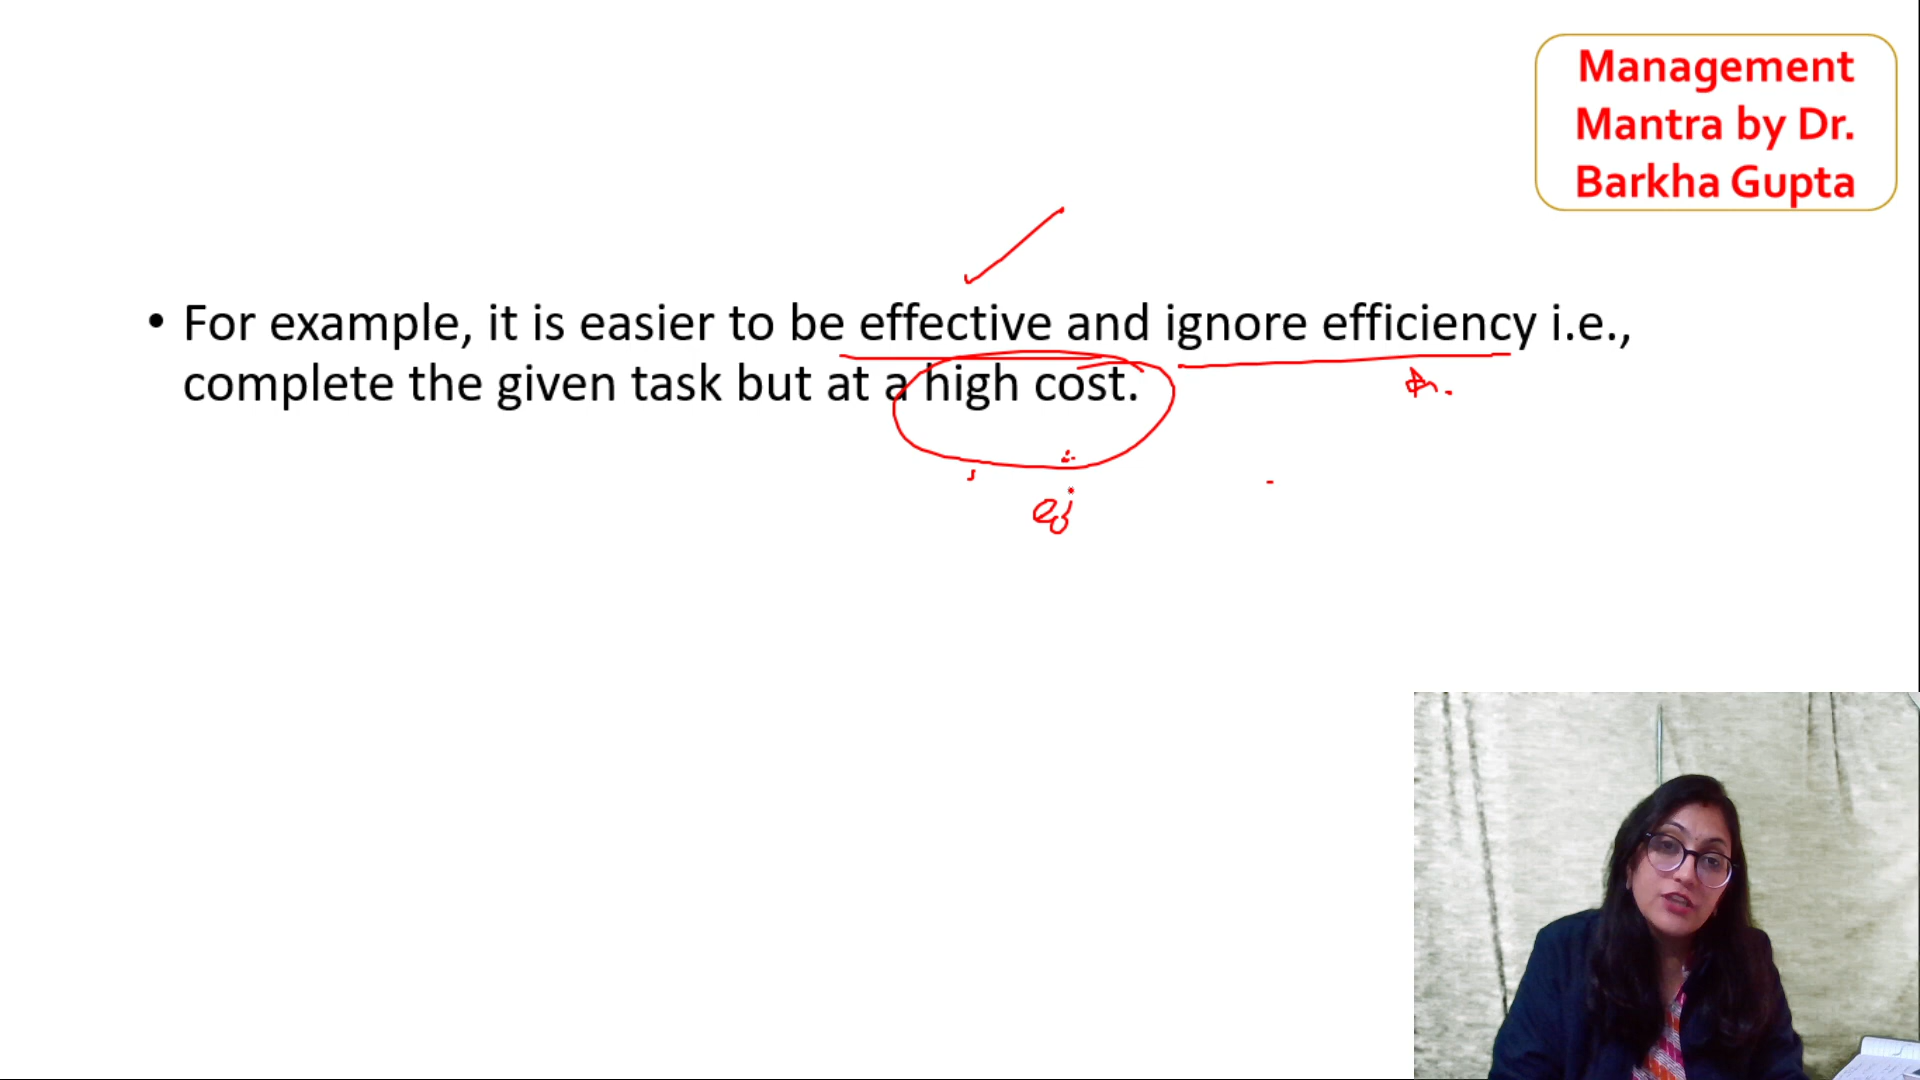 Management
Mantra by Dr.
Barkha Gupta
• For example, it is easier to be effective and ignore efficiency i.e.,
complete the given task but at a high cost.